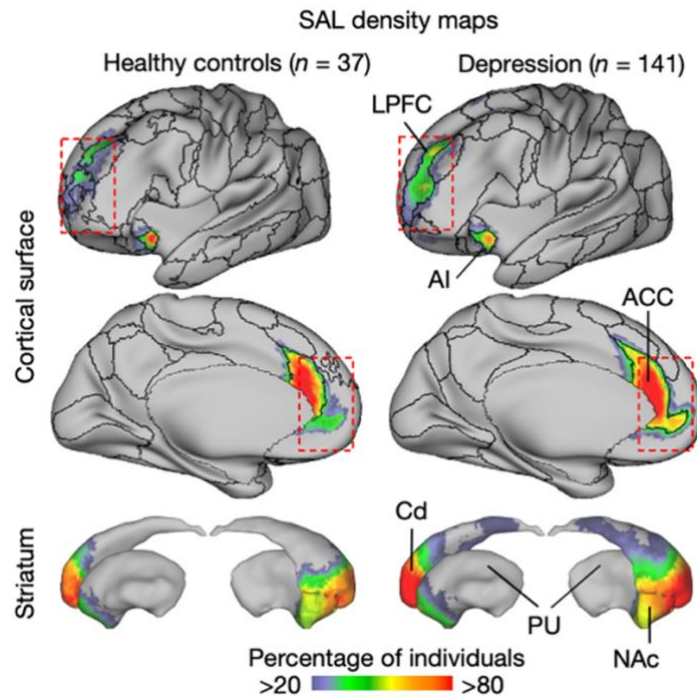 SAL density maps
Healthy controls (n = 37)
Depression (n = 141)
LPFC
AI
Cortical surface
ACC
Striatum
Cd
PU
NAc
Percentage of individuals
>20
>80